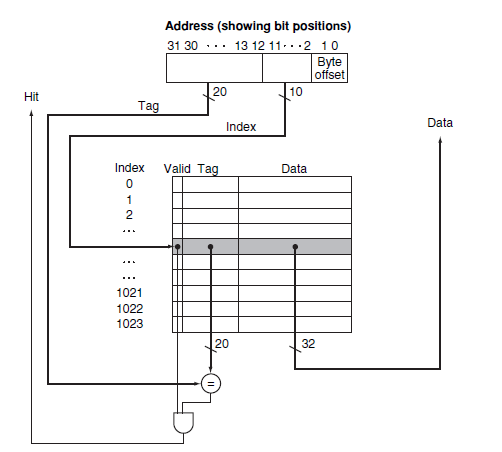 Address (showing bit positions)
31 30 ··· 13 12 11 ··· 2 1 0
Byte
offset
20
10
Hit
Tag
Data
Index
Index Valid Tag Data
0
1
2
...
...
...
1021
1022
1023
20
32
=